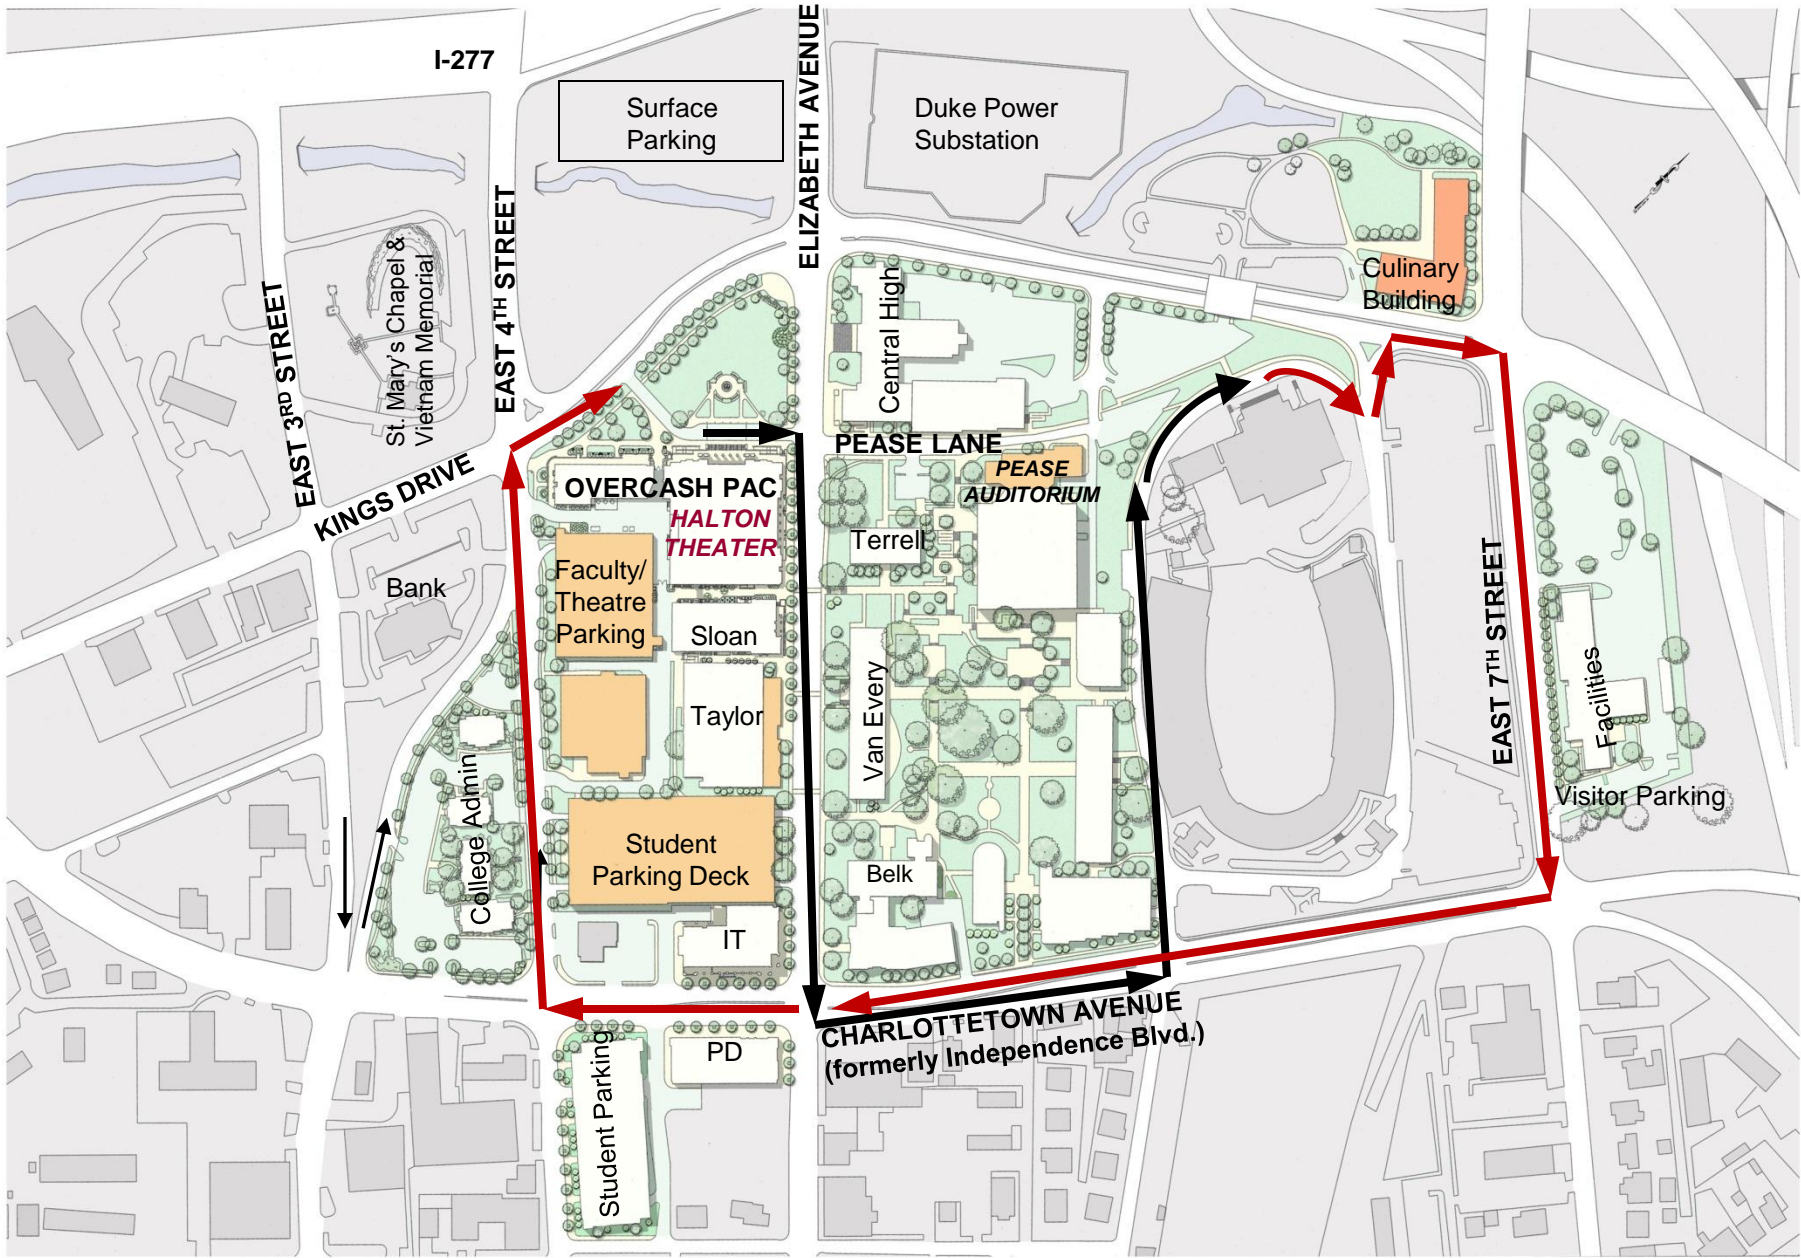 I-277
Surface
Parking
ELIZABETH AVENUE
Duke Power
Substation
EAST 4TH STREET
EAST 3RD STREET
St. Mary's Chapel &
Vietnam Memorial
KINGS DRIVE
Central High
Culinary
Building
PEASE LANE
PEASE
AUDITORIUM
OVERCASH PAC
HALTON
THEATER
Terrell
Bank
Faculty/
Theatre
Parking
Sloan
Taylor
Van Every
EAST 7TH STREET
Facilities
Visitor Parking
College Admin
Student
Parking Deck
Belk
IT
CHARLOTTETOWN AVENUE
(formerly Independence Blvd.)
PD
Student Parking